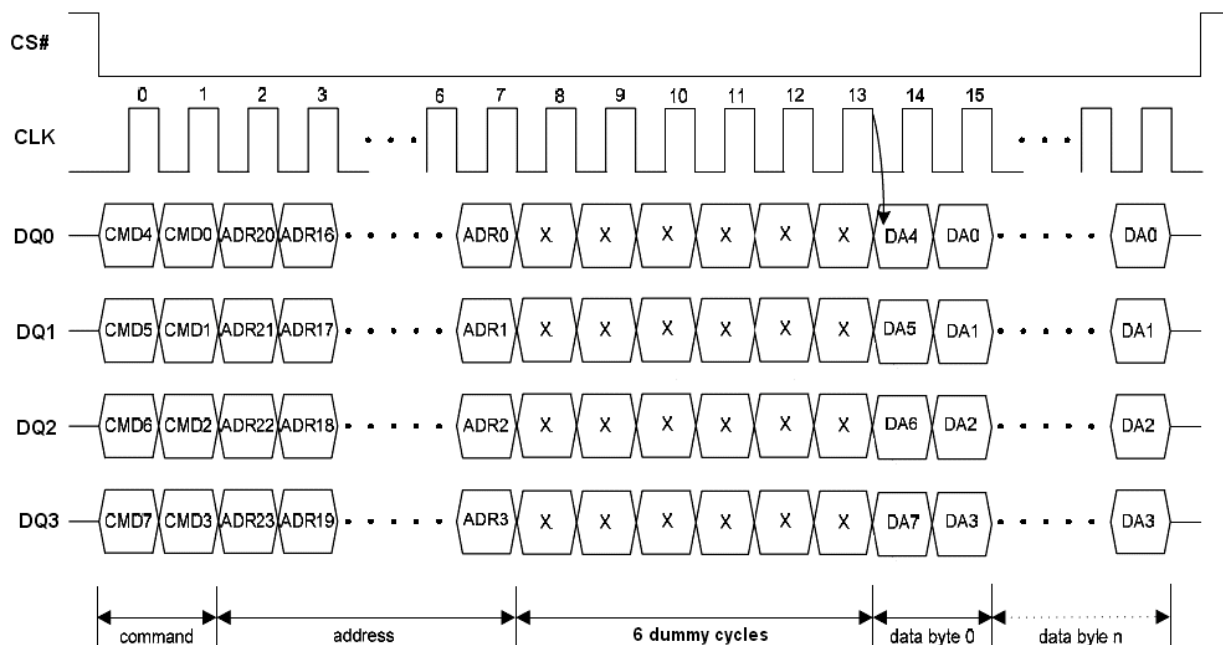 CS#
0 1 2 3 6 7 8 9 10 11 12 13 14 15
CLK
DQ0 CMD4 CMD0 ADR20 ADR16 ADR0 X X X X X X DA4 DA0 DA0
DQ1 CMD5 CMD1 ADR21 ADR17 ADR1 X X X X X X DA5 DA1 DA1
DQ2 CMD6 CMD2 ADR22 ADR18 ADR2 X X X X X X DA6 DA2 DA2
DQ3 CMD7 CMD3 ADR23 ADR19 ADR3 X X X X X X DA7 DA3 DA3
command address 6 dummy cycles data byte 0 data byle n